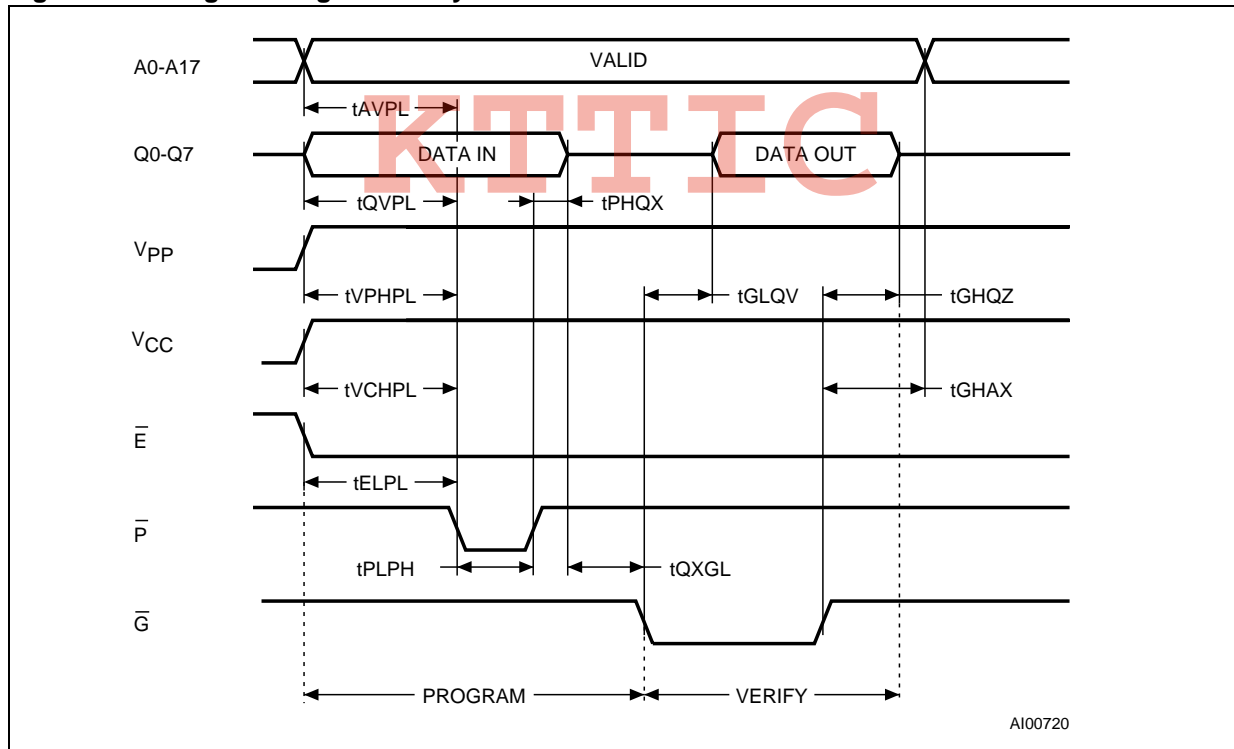 A0-A17
VALID
tAVPL
KTTIC
Q0-Q7
DATA IN
DATA OUT
tQVPL
tPHQX
VPP
tVPHPL
tGLQV
tGHQZ
VCC
tVCHPL
tGHAX
E̅
tELPL
P̅
tPLPH
tQXGL
G̅
PROGRAM
VERIFY
AI00720